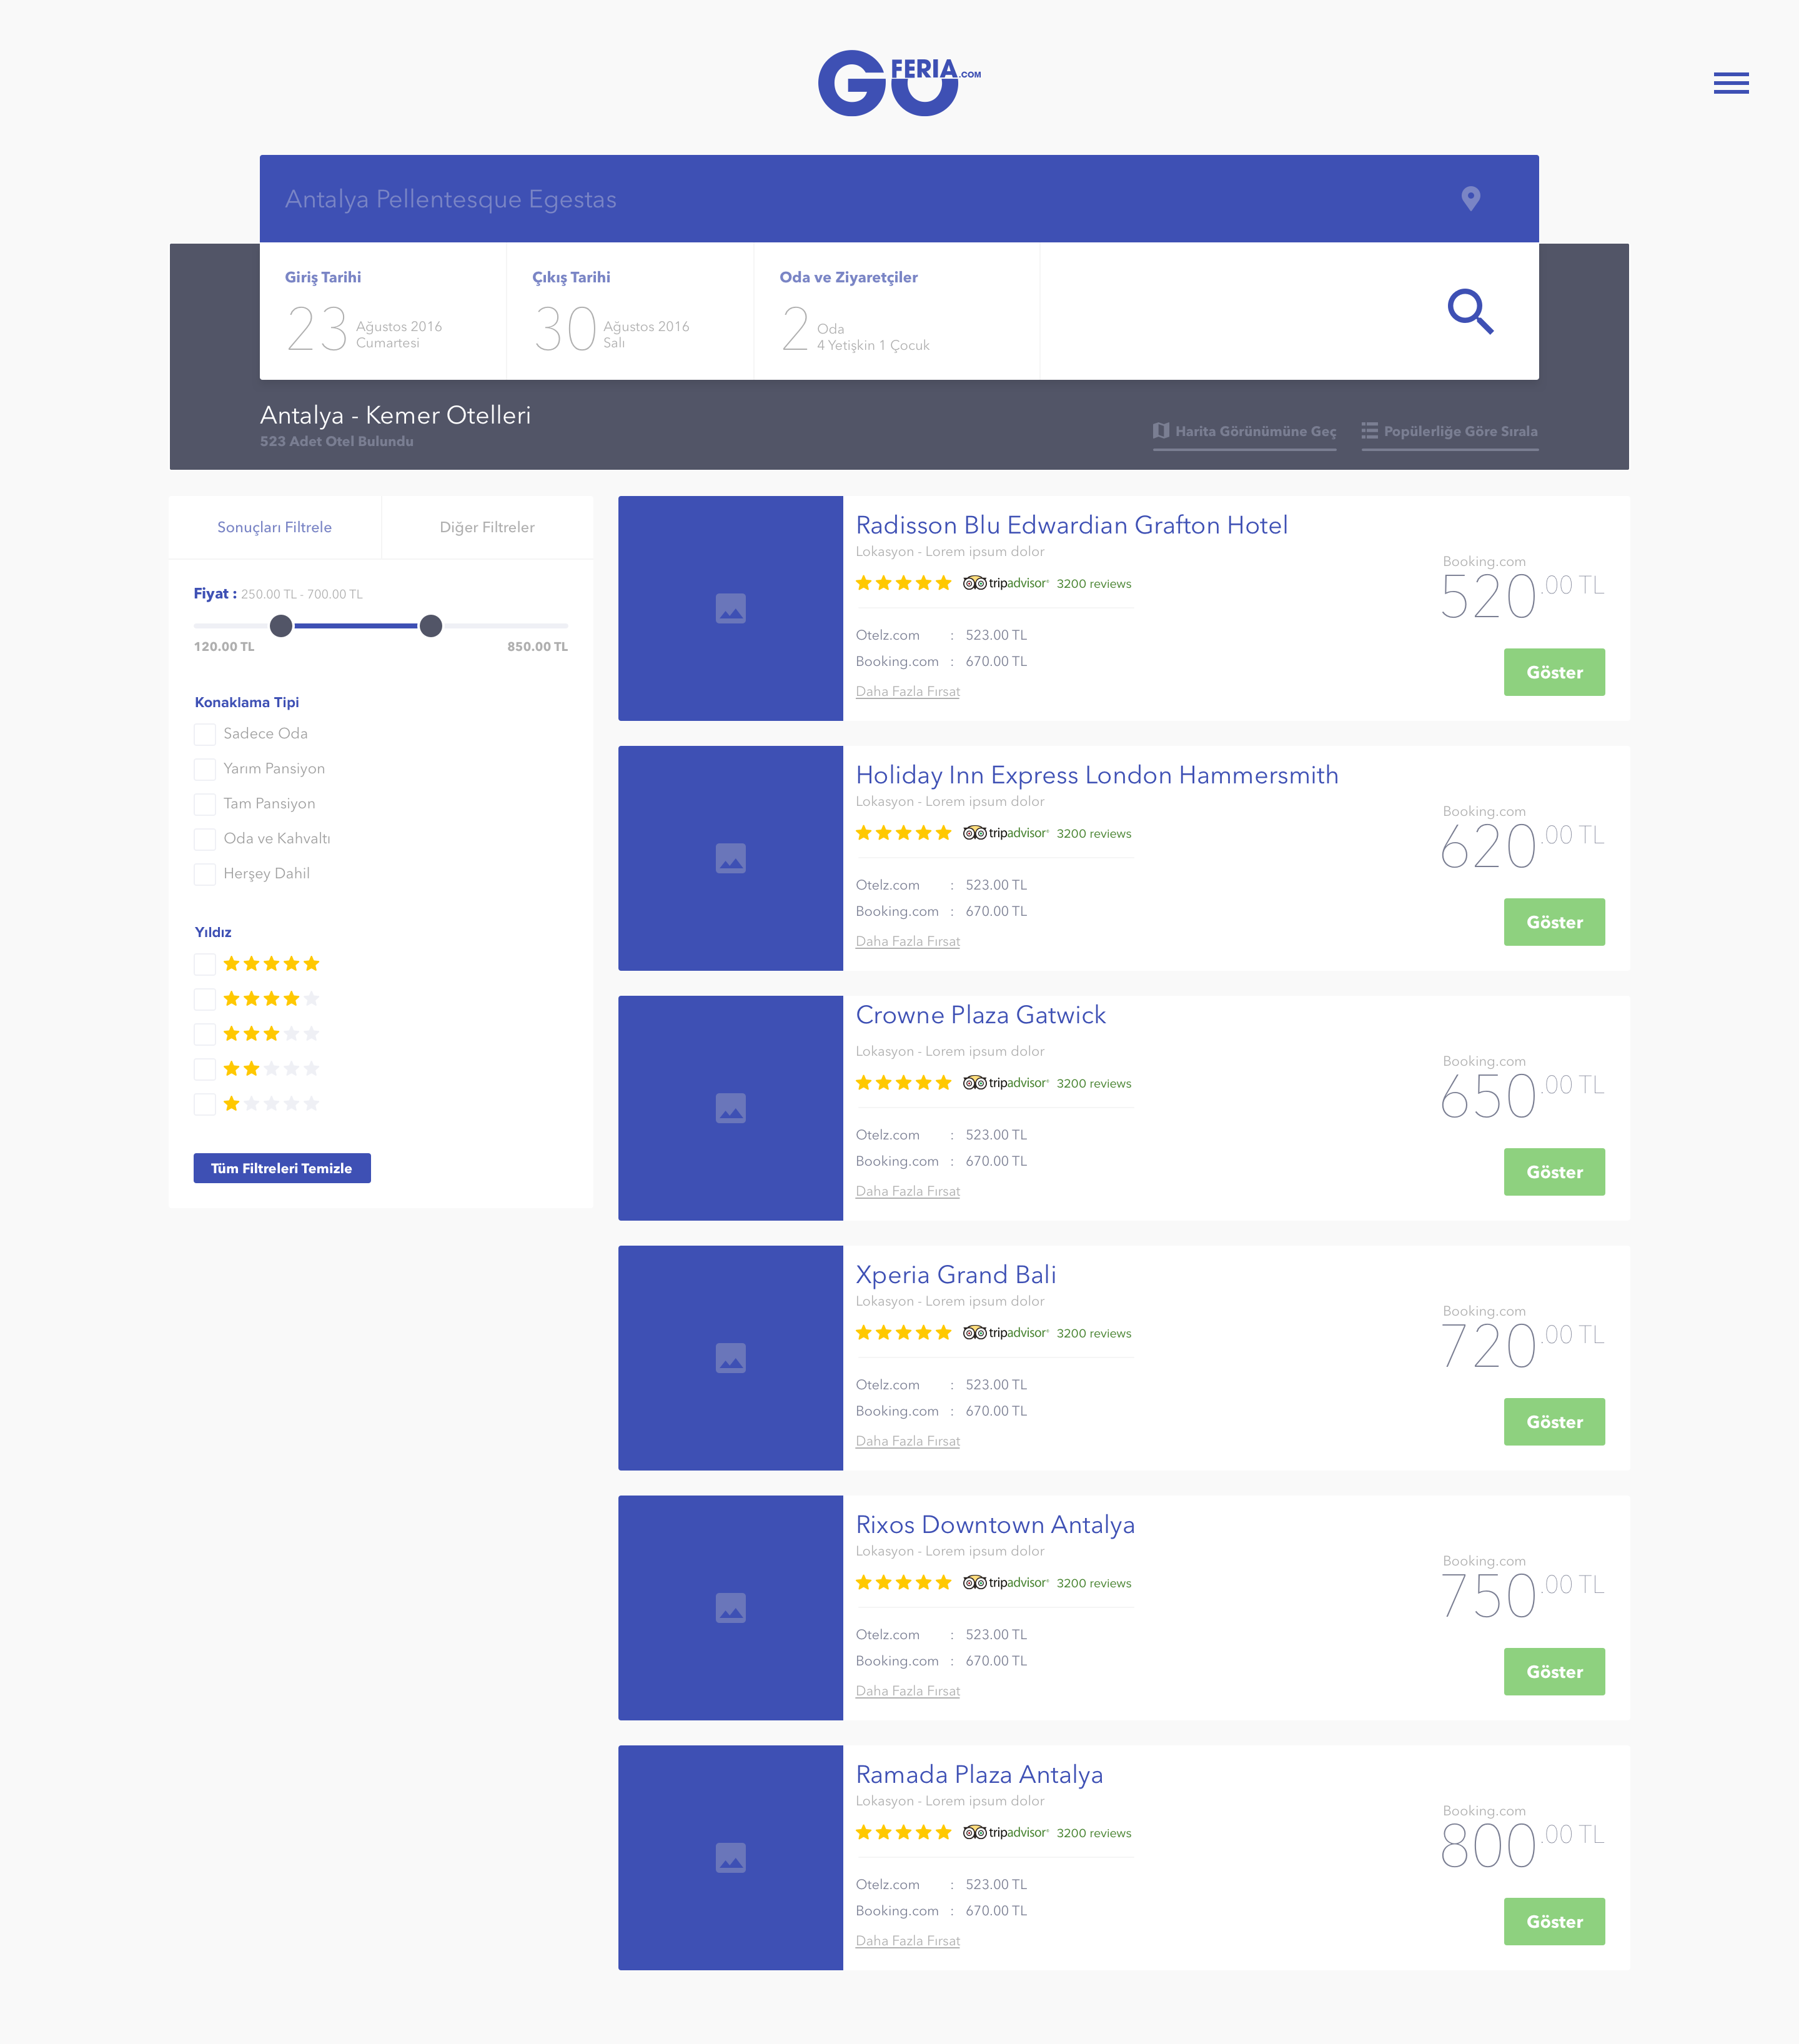 GO FERIA.COM
Antalya Pellentesque Egestas
Giriş Tarihi
23 Ağustos 2016
Cumartesi
Çıkış Tarihi
30 Ağustos 2016
Salı
Oda ve Ziyaretçiler
2 Oda
4 Yetişkin 1 Çocuk
Antalya - Kemer Otelleri
523 Adet Otel Bulundu
Harita Görünümüne Geç
Popülerliğe Göre Sırala
Sonuçları Filtrele
Diğer Filtreler
Fiyat : 250.00 TL - 700.00 TL
120.00 TL
850.00 TL
Konaklama Tipi
Sadece Oda
Yarım Pansiyon
Tam Pansiyon
Oda ve Kahvaltı
Herşey Dahil
Yıldız
Tüm Filtreleri Temizle
Radisson Blu Edwardian Grafton Hotel
Lokasyon - Lorem ipsum dolor
tripadvisor® 3200 reviews
Otelz.com : 523.00 TL
Booking.com : 670.00 TL
Daha Fazla Fırsat
Booking.com
520.00 TL
Göster
Holiday Inn Express London Hammersmith
Lokasyon - Lorem ipsum dolor
tripadvisor® 3200 reviews
Otelz.com : 523.00 TL
Booking.com : 670.00 TL
Daha Fazla Fırsat
Booking.com
620.00 TL
Göster
Crowne Plaza Gatwick
Lokasyon - Lorem ipsum dolor
tripadvisor® 3200 reviews
Otelz.com : 523.00 TL
Booking.com : 670.00 TL
Daha Fazla Fırsat
Booking.com
650.00 TL
Göster
Xperia Grand Bali
Lokasyon - Lorem ipsum dolor
tripadvisor® 3200 reviews
Otelz.com : 523.00 TL
Booking.com : 670.00 TL
Daha Fazla Fırsat
Booking.com
720.00 TL
Göster
Rixos Downtown Antalya
Lokasyon - Lorem ipsum dolor
tripadvisor® 3200 reviews
Otelz.com : 523.00 TL
Booking.com : 670.00 TL
Daha Fazla Fırsat
Booking.com
750.00 TL
Göster
Ramada Plaza Antalya
Lokasyon - Lorem ipsum dolor
tripadvisor® 3200 reviews
Otelz.com : 523.00 TL
Booking.com : 670.00 TL
Daha Fazla Fırsat
Booking.com
800.00 TL
Göster